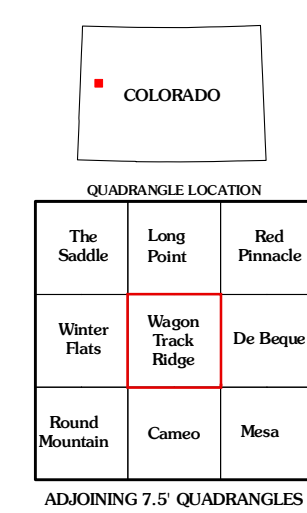 COLORADO
QUADRANGLE LOCATION
The
Saddle
Long
Point
Red
Pinnacle
Winter
Flats
Wagon
Track
Ridge
De Beque
Round
Mountain
Cameo
Mesa
ADJOINING 7.5' QUADRANGLES